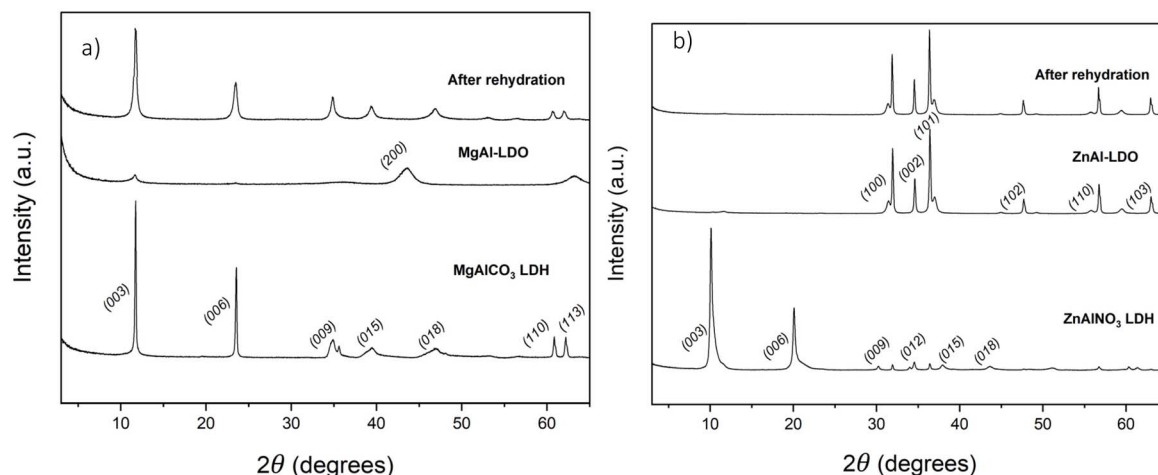 a)
After rehydration
(200)
MgAl-LDO
MgAlCO₃ LDH
(003)
(006)
(009)
(015)
(018)
(110)
(113)
Intensity (a.u.)
10 20 30 40 50 60
2θ (degrees)
b)
After rehydration
(101)
(002)
(100)
ZnAl-LDO
(102)
(110)
(103)
ZnAlNO₃ LDH
(003)
(006)
(009)
(012)
(015)
(018)
Intensity (a.u.)
10 20 30 40 50 60
2θ (degrees)